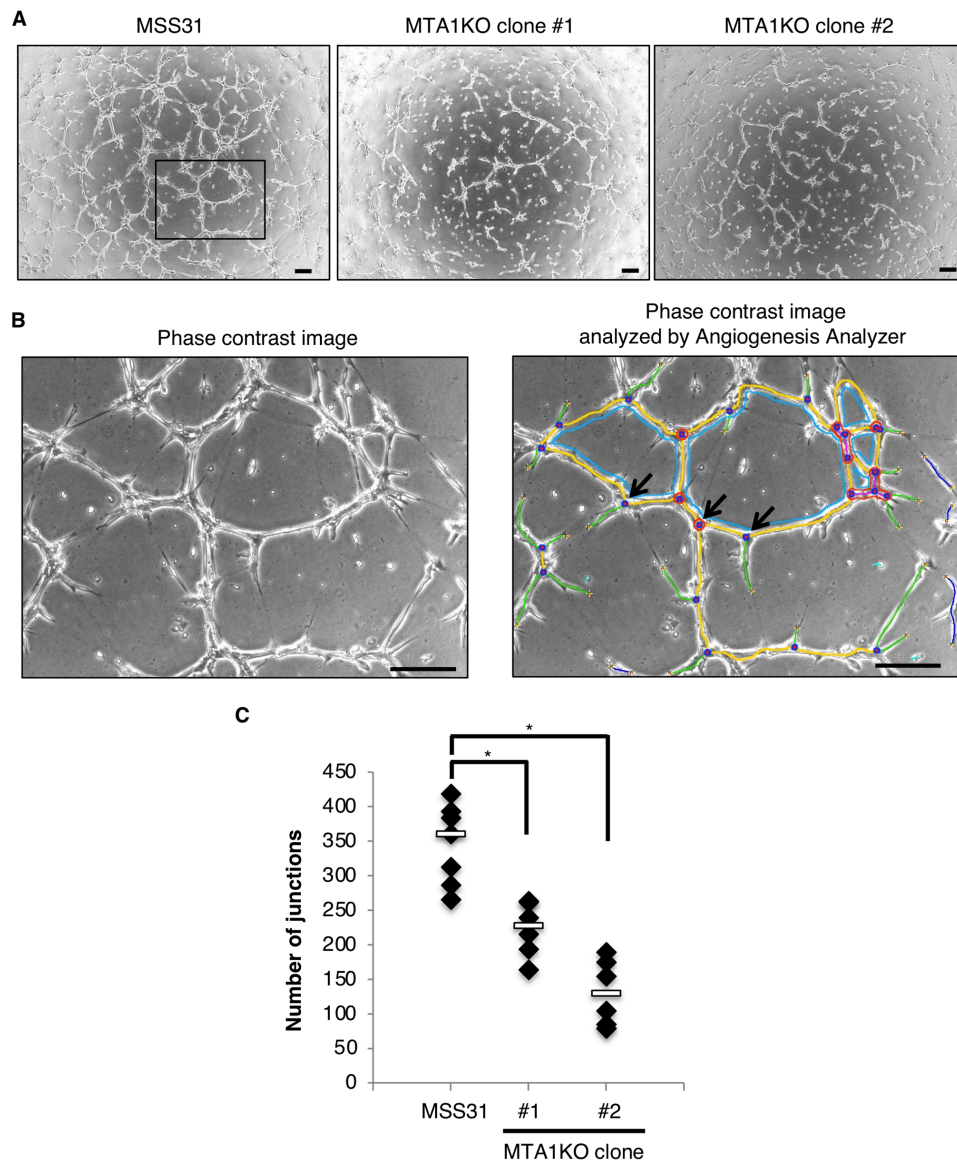 A
MSS31
MTA1KO clone #1
MTA1KO clone #2
B
Phase contrast image
Phase contrast image
analyzed by Angiogenesis Analyzer
C
*
*
Number of junctions
450
400
350
300
250
200
150
100
50
0
MSS31
#1
#2
MTA1KO clone